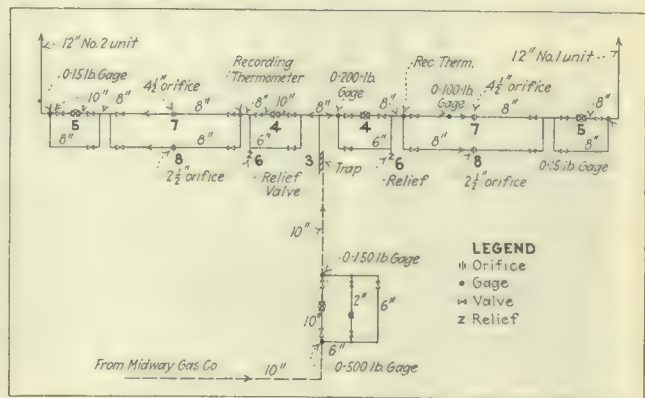 12" No. 2 unit
0-15 lb. Gage
10"
8"
4½" orifice
8"
7
8"
5
8"
8"
8
2½" orifice
8"
Recording
Thermometer
8"
10"
4
6"
6
Relief
Valve
0-200-lb.
Gage
8"
3
Trap
4
6"
6
Relief
Rec. Therm.
0-100-lb.
Gage
4½" orifice
8"
7
8"
8"
8
8"
2½" orifice
12" No. 1 unit
8"
5
8"
0-15 lb Gage
10"
0-150 lb. Gage
10"
2"
6"
6"
0-500 lb. Gage
From Midway Gas Co
10"
LEGEND
Orifice
Gage
Valve
Relief